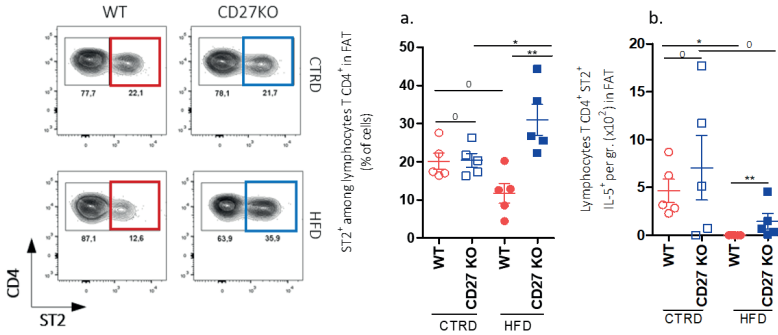 WT CD27KO
77,7 22,1
78,1 21,7
CTRD
87,1 12,6
63,9 35,9
HFD
CD4
ST2
a.
ST2⁺ among lymphocytes T CD4⁺ in FAT
(% of cells)
50
40
30
20
10
0
*
**
0
0
WT
CD27 KO
WT
CD27 KO
CTRD HFD
b.
Lymphocytes T CD4⁺ ST2⁺
IL-5⁺ per gr. (x10²) in FAT
20
15
10
5
0
* 0
0
**
WT
CD27 KO
WT
CD27 KO
CTRD HFD